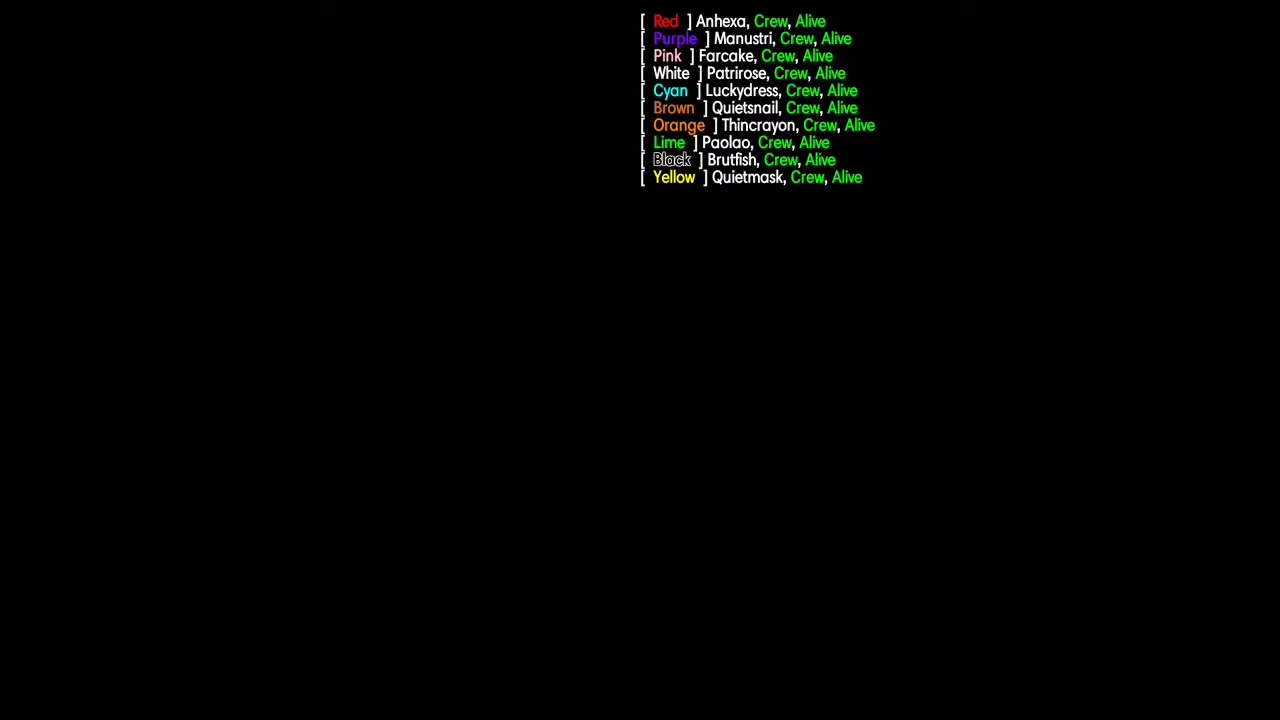 [ Red ] Anhexa, Crew, Alive
[ Purple ] Manustri, Crew, Alive
[ Pink ] Farcake, Crew, Alive
[ White ] Patrirose, Crew, Alive
[ Cyan ] Luckydress, Crew, Alive
[ Brown ] Quietsnail, Crew, Alive
[ Orange ] Thincrayon, Crew, Alive
[ Lime ] Paolao, Crew, Alive
[ Black ] Brutfish, Crew, Alive
[ Yellow ] Quietmask, Crew, Alive